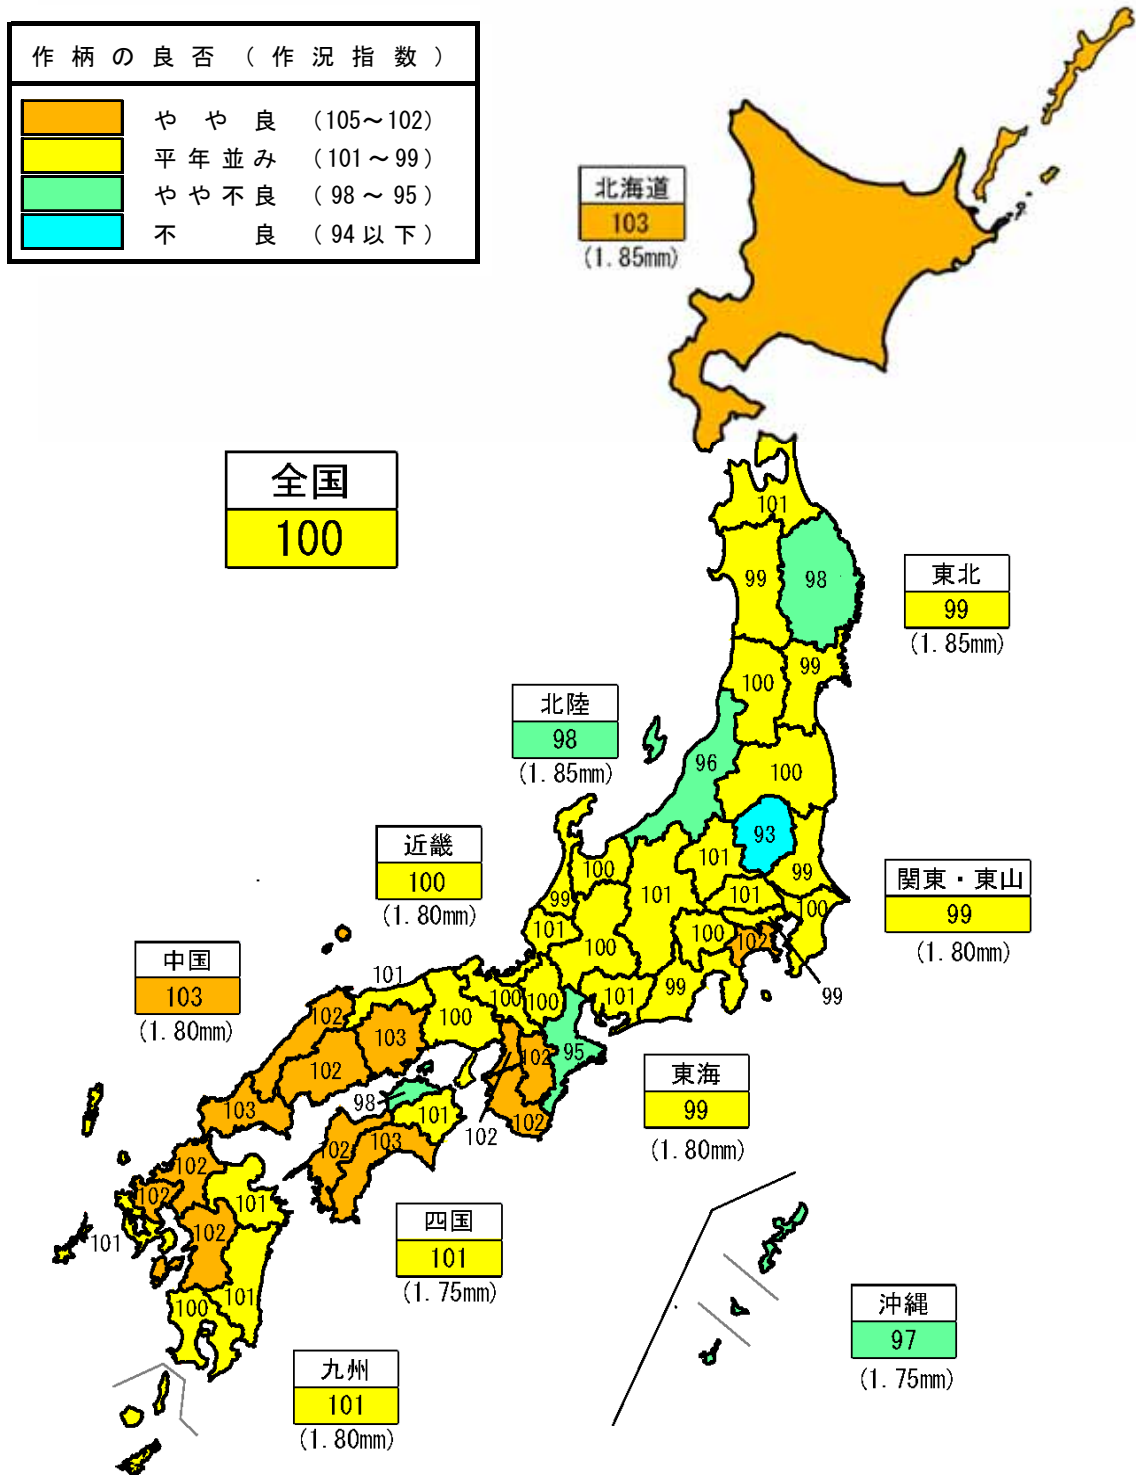 作柄の良否（作況指数）
やや良 （105～102）
平年並み （101～99）
やや不良 （98～95）
不良 （94以下）
北海道
103
(1.85mm)
全国
100
101
99
98
東北
99
(1.85mm)
99
100
北陸
98
(1.85mm)
96
100
近畿
100
(1.80mm)
93
101
99
関東・東山
99
(1.80mm)
100
101
101
99
100
101
100
100
102
99
中国
103
(1.80mm)
101
102
100
100
100
101
99
103
102
102
95
東海
99
(1.80mm)
98
101
102
102
103
102
103
102
102
101
102
101
四国
101
(1.75mm)
100
101
沖縄
97
(1.75mm)
九州
101
(1.80mm)